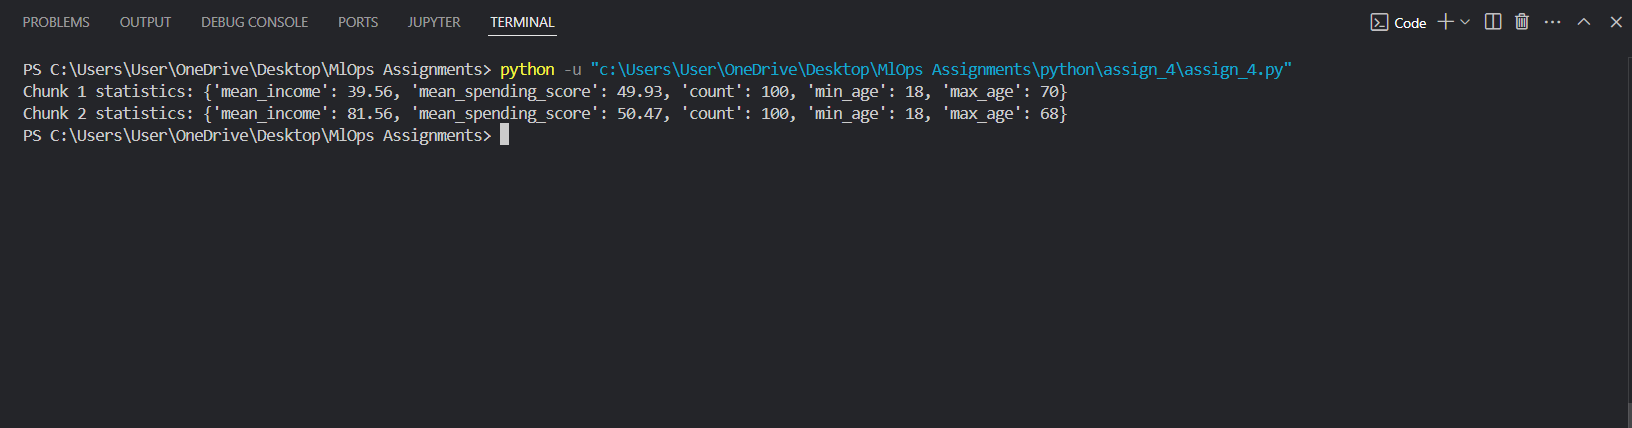 PROBLEMS OUTPUT DEBUG CONSOLE PORTS JUPYTER TERMINAL Code
PS C:\Users\User\OneDrive\Desktop\MlOps Assignments> python -u "c:\Users\User\OneDrive\Desktop\MlOps Assignments\python\assign_4\assign_4.py"
Chunk 1 statistics: {'mean_income': 39.56, 'mean_spending_score': 49.93, 'count': 100, 'min_age': 18, 'max_age': 70}
Chunk 2 statistics: {'mean_income': 81.56, 'mean_spending_score': 50.47, 'count': 100, 'min_age': 18, 'max_age': 68}
PS C:\Users\User\OneDrive\Desktop\MlOps Assignments>